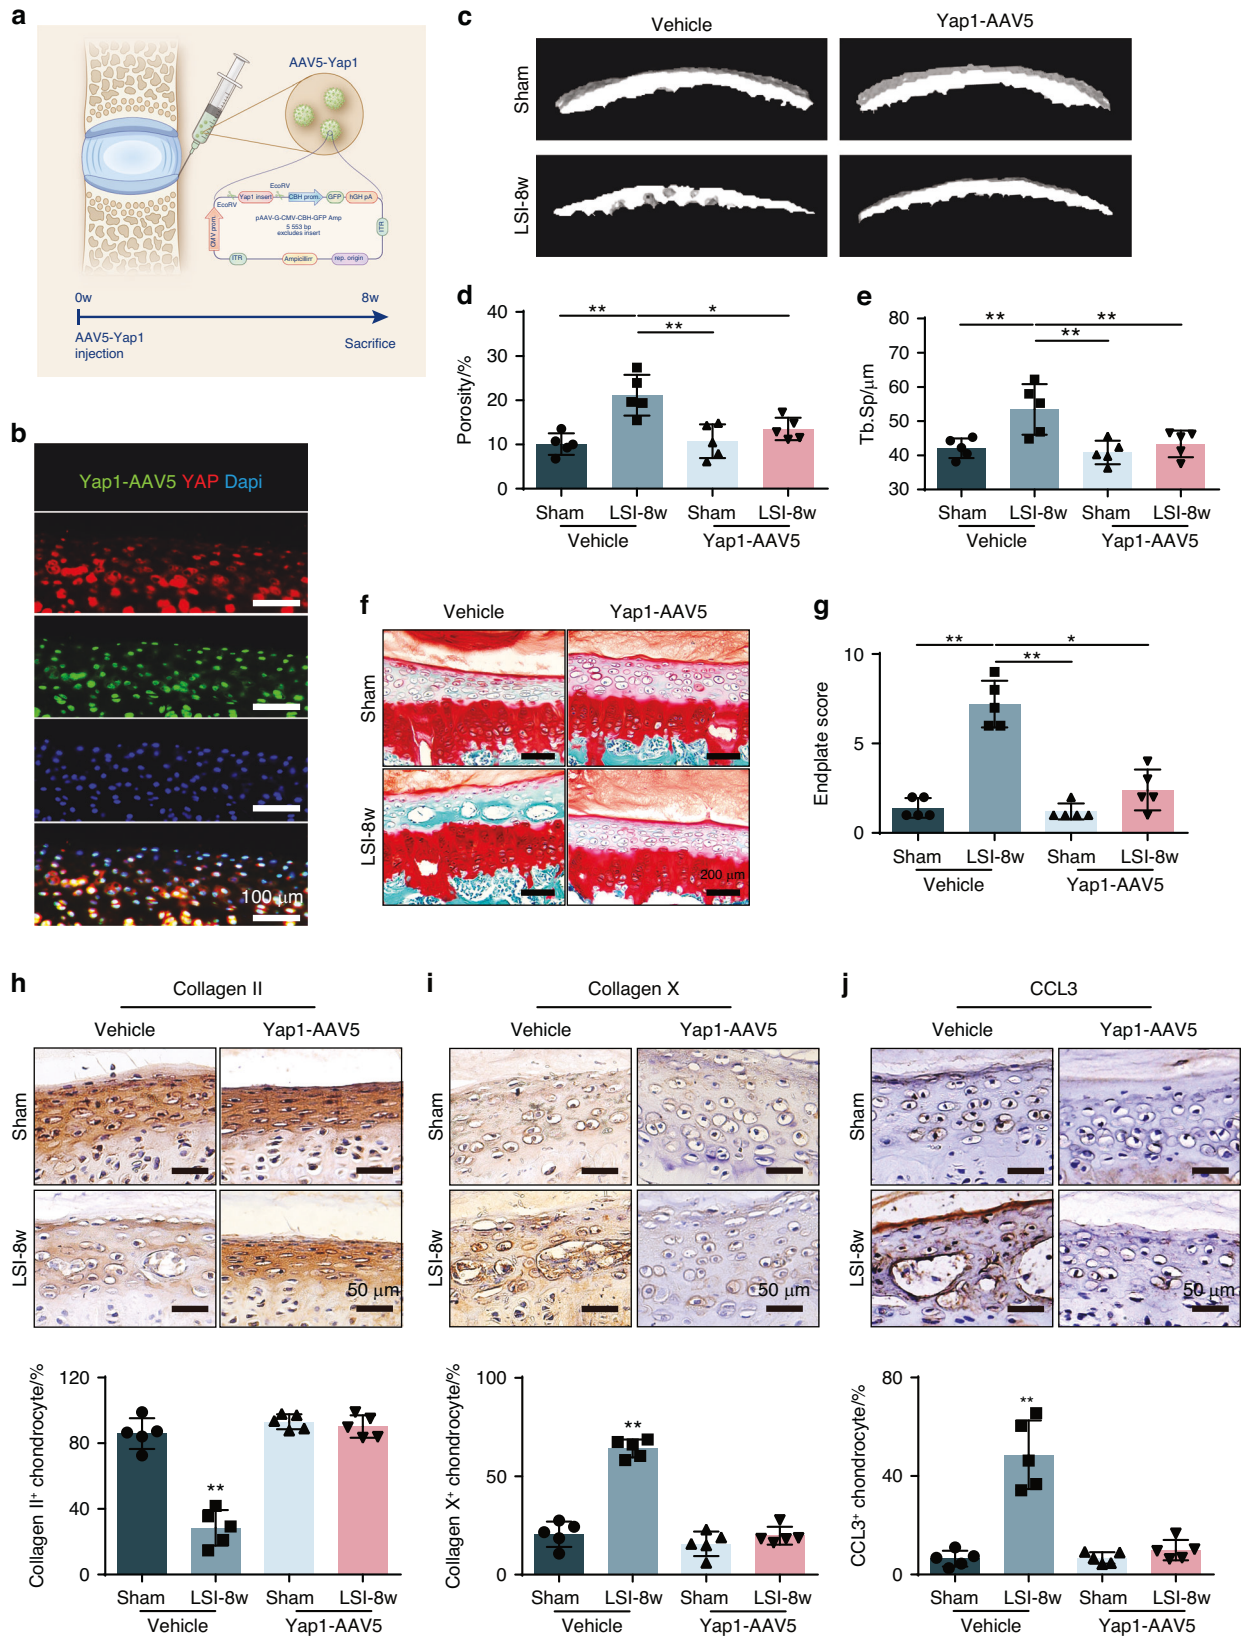 a
AAV5-Yap1
EcoRV
Yap1 insert
CBH prom.
GFP
hGH pA
EcoRV
CMV prom.
pAAV-G-CMV-CBH-GFP Amp
5 553 bp
excludes insert
ITR
ITR
Ampicillin
rep. origin
0w
8w
AAV5-Yap1
injection
Sacrifice
b
Yap1-AAV5 YAP Dapi
100 μm
c
Vehicle
Yap1-AAV5
Sham
LSI-8w
d
Porosity/%
40
30
20
10
0
**
*
**
Sham
LSI-8w
Sham
LSI-8w
Vehicle
Yap1-AAV5
e
Tb.Sp/μm
80
70
60
50
40
30
**
**
**
Sham
LSI-8w
Sham
LSI-8w
Vehicle
Yap1-AAV5
f
Vehicle
Yap1-AAV5
Sham
LSI-8w
200 μm
g
Endplate score
10
5
0
**
*
**
Sham
LSI-8w
Sham
LSI-8w
Vehicle
Yap1-AAV5
h
Collagen II
Vehicle
Yap1-AAV5
Sham
LSI-8w
50 μm
Collagen II⁺ chondrocyte/%
120
80
40
0
**
Sham
LSI-8w
Sham
LSI-8w
Vehicle
Yap1-AAV5
i
Collagen X
Vehicle
Yap1-AAV5
Sham
LSI-8w
50 μm
Collagen X⁺ chondrocyte/%
100
50
0
**
Sham
LSI-8w
Sham
LSI-8w
Vehicle
Yap1-AAV5
j
CCL3
Vehicle
Yap1-AAV5
Sham
LSI-8w
50 μm
CCL3⁺ chondrocyte/%
80
40
0
**
Sham
LSI-8w
Sham
LSI-8w
Vehicle
Yap1-AAV5